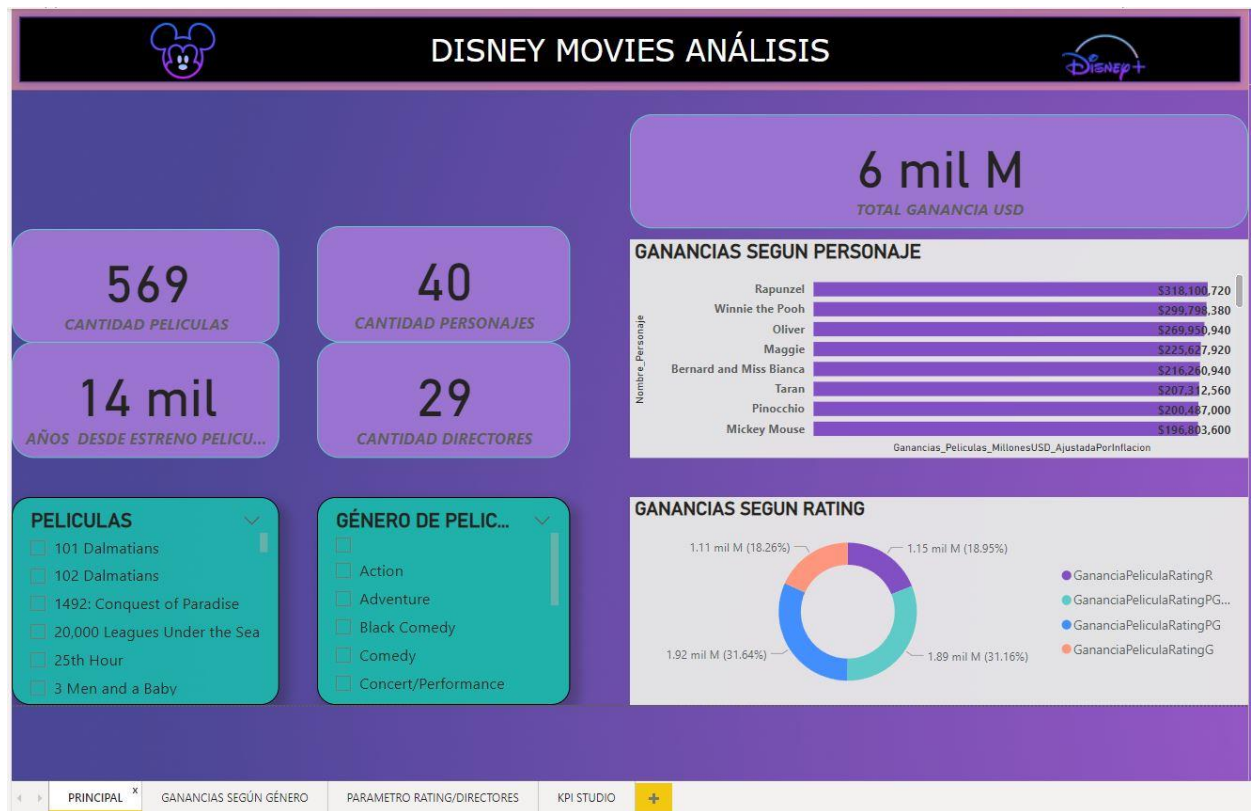 DISNEY MOVIES ANÁLISIS
Disney+
6 mil M
TOTAL GANANCIA USD
569
CANTIDAD PELICULAS
40
CANTIDAD PERSONAJES
14 mil
AÑOS DESDE ESTRENO PELICU...
29
CANTIDAD DIRECTORES
GANANCIAS SEGUN PERSONAJE
Nombre_Personaje
Rapunzel $318,100,720
Winnie the Pooh $299,798,380
Oliver $269,950,940
Maggie $225,627,920
Bernard and Miss Bianca $216,260,940
Taran $207,312,560
Pinocchio $200,487,000
Mickey Mouse $196,803,600
Ganancias_Peliculas_MillonesUSD_AjustadaPorInflacion
PELICULAS
101 Dalmatians
102 Dalmatians
1492: Conquest of Paradise
20,000 Leagues Under the Sea
25th Hour
3 Men and a Baby
GÉNERO DE PELIC...
Action
Adventure
Black Comedy
Comedy
Concert/Performance
GANANCIAS SEGUN RATING
1.11 mil M (18.26%)
1.15 mil M (18.95%)
1.92 mil M (31.64%)
1.89 mil M (31.16%)
GananciaPeliculaRatingR
GananciaPeliculaRatingPG...
GananciaPeliculaRatingPG
GananciaPeliculaRatingG
PRINCIPAL x
GANANCIAS SEGÚN GÉNERO
PARAMETRO RATING/DIRECTORES
KPI STUDIO
+